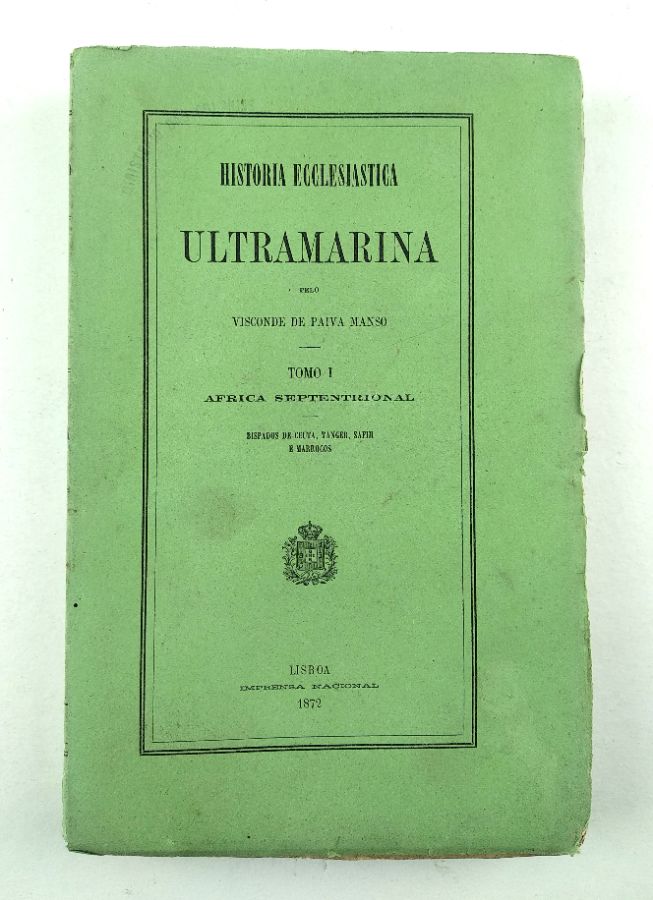 HISTORIA ECCLESIASTICA
ULTRAMARINA
PELO
VISCONDE DE PAIVA MANSO
TOMO I
AFRICA SEPTENTRIONAL
BISPADOS DE CEUTA, TANGER, SAFIM
E MARROCOS
LISBOA
IMPRENSA NACIONAL
1872